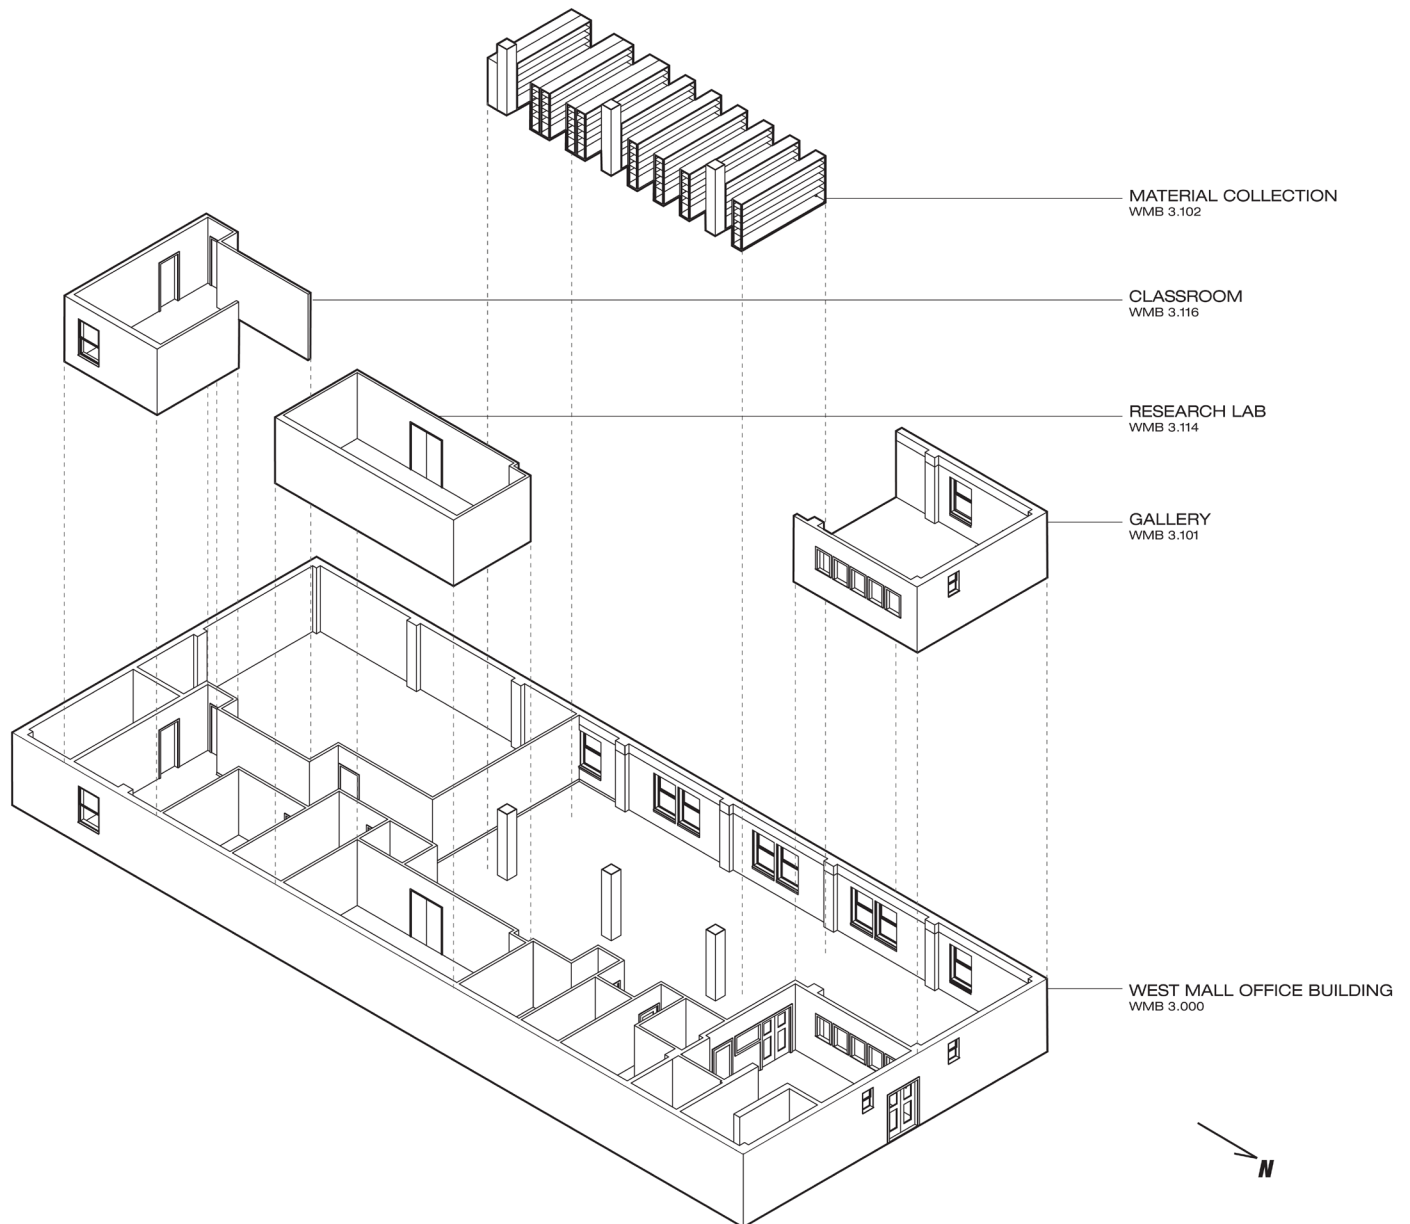 MATERIAL COLLECTION
WMB 3.102
CLASSROOM
WMB 3.116
RESEARCH LAB
WMB 3.114
GALLERY
WMB 3.101
WEST MALL OFFICE BUILDING
WMB 3.000
N